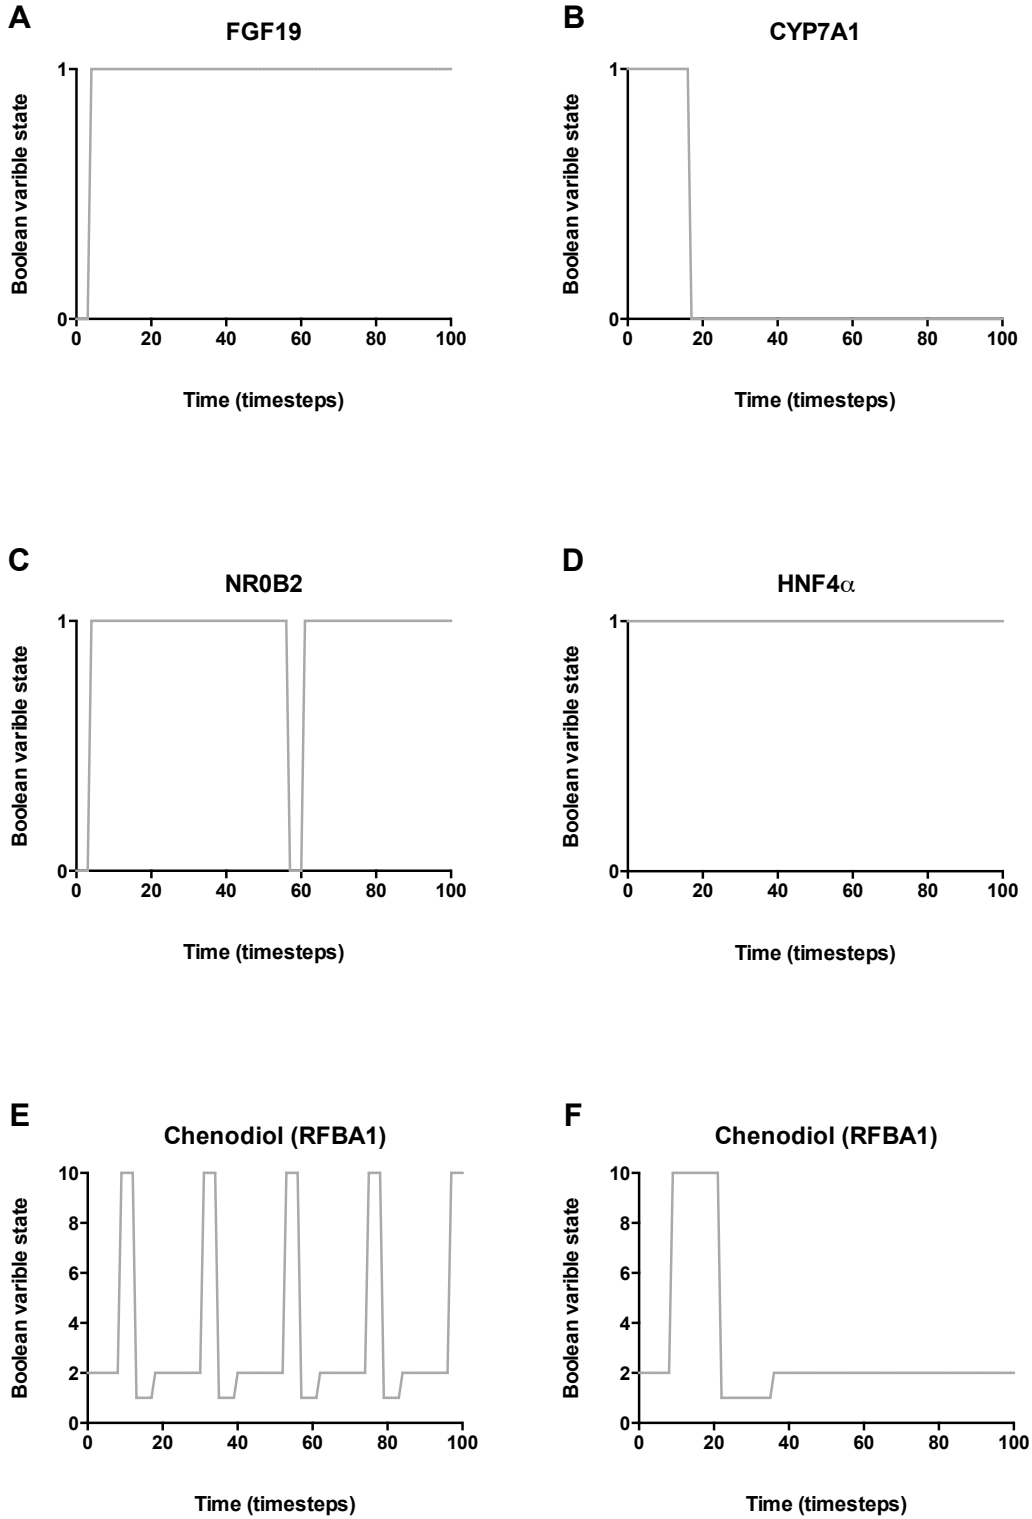 A
FGF19
Boolean varible state
1
0
0 20 40 60 80 100
Time (timesteps)
B
CYP7A1
Boolean varible state
1
0
0 20 40 60 80 100
Time (timesteps)
C
NR0B2
Boolean varible state
1
0
0 20 40 60 80 100
Time (timesteps)
D
HNF4α
Boolean varible state
1
0
0 20 40 60 80 100
Time (timesteps)
E
Chenodiol (RFBA1)
Boolean varible state
10
8
6
4
2
0
0 20 40 60 80 100
Time (timesteps)
F
Chenodiol (RFBA1)
Boolean varible state
10
8
6
4
2
0
0 20 40 60 80 100
Time (timesteps)